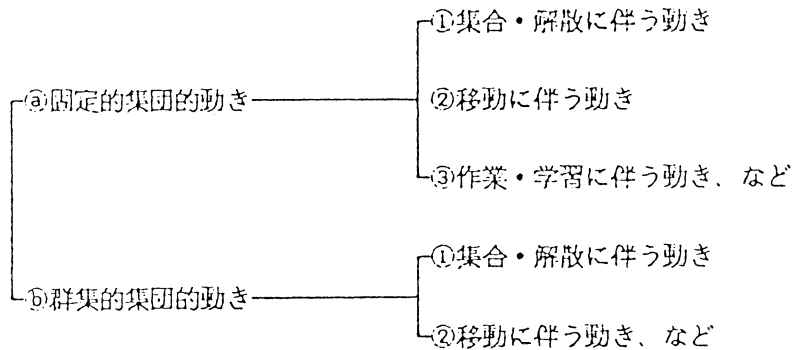 ①集合・解散に伴う動き
ⓐ固定的集団的動き
②移動に伴う動き
③作業・学習に伴う動き、など
①集合・解散に伴う動き
ⓑ群集的集団的動き
②移動に伴う動き、など